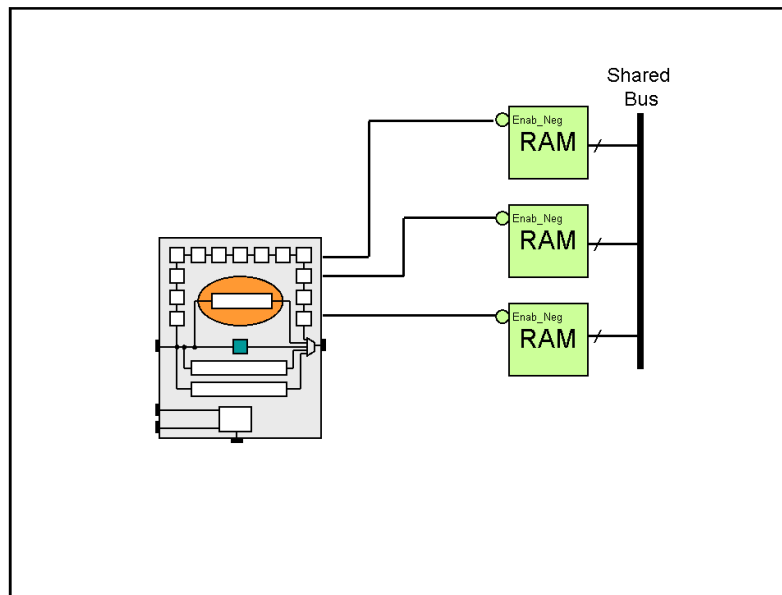 Shared
Bus
Enab_Neg
RAM
Enab_Neg
RAM
Enab_Neg
RAM